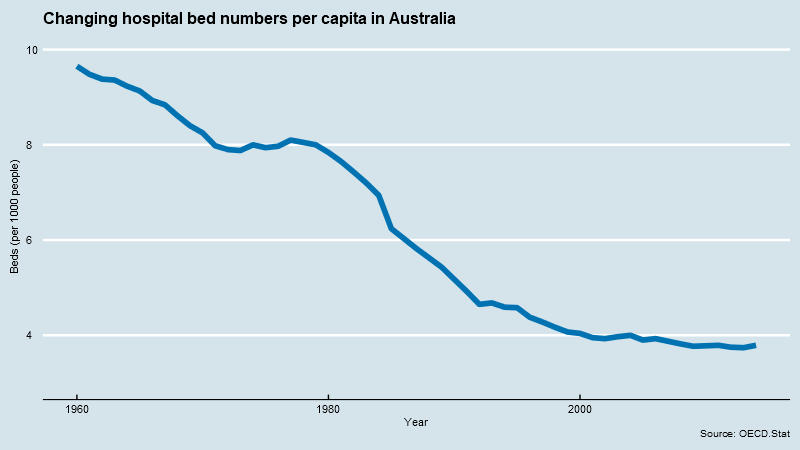 Changing hospital bed numbers per capita in Australia
10
8
6
4
Beds (per 1000 people)
1960 1980 2000
Year
Source: OECD.Stat